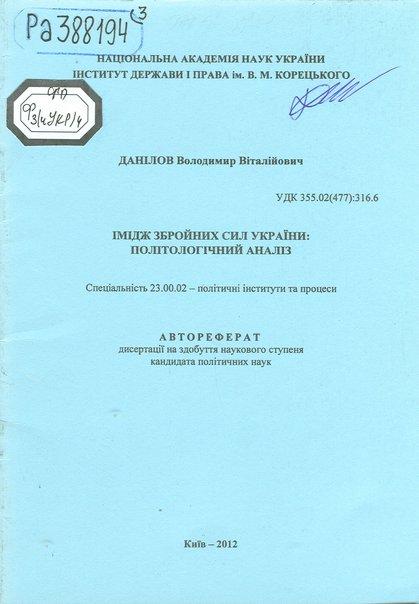 Ра388194
НАЦІОНАЛЬНА АКАДЕМІЯ НАУК УКРАЇНИ
ІНСТИТУТ ДЕРЖАВИ І ПРАВА ім. В. М. КОРЕЦЬКОГО
ДАНІЛОВ Володимир Віталійович
УДК 355.02(477):316.6
ІМІДЖ ЗБРОЙНИХ СИЛ УКРАЇНИ:
ПОЛІТОЛОГІЧНИЙ АНАЛІЗ
Спеціальність 23.00.02 – політичні інститути та процеси
АВТОРЕФЕРАТ
дисертації на здобуття наукового ступеня
кандидата політичних наук
Київ – 2012